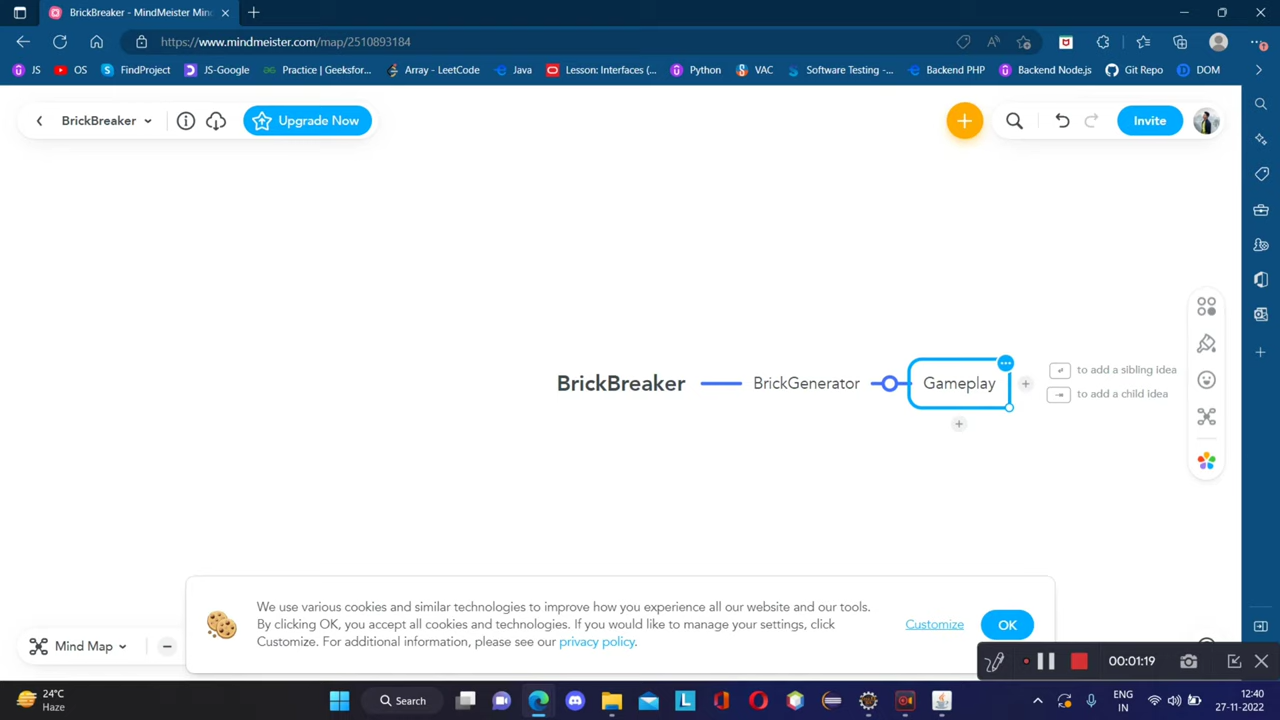 BrickBreaker - MindMeister Min
https://www.mindmeister.com/map/2510893184
JS
OS
FindProject
JS-Google
Practice | Geeksfor...
Array - LeetCode
Java
Lesson: Interfaces (...
Python
VAC
Software Testing -...
Backend PHP
Backend Node.js
Git Repo
DOM
BrickBreaker
Upgrade Now
Invite
BrickBreaker
BrickGenerator
Gameplay
to add a sibling idea
to add a child idea
We use various cookies and similar technologies to improve how you experience all our website and our tools.
By clicking OK, you accept all cookies and technologies. If you would like to manage your settings, click
Customize. For additional information, please see our privacy policy.
Customize
OK
Mind Map
00:01:19
24°C
Haze
Search
ENG
IN
12:40
27-11-2022